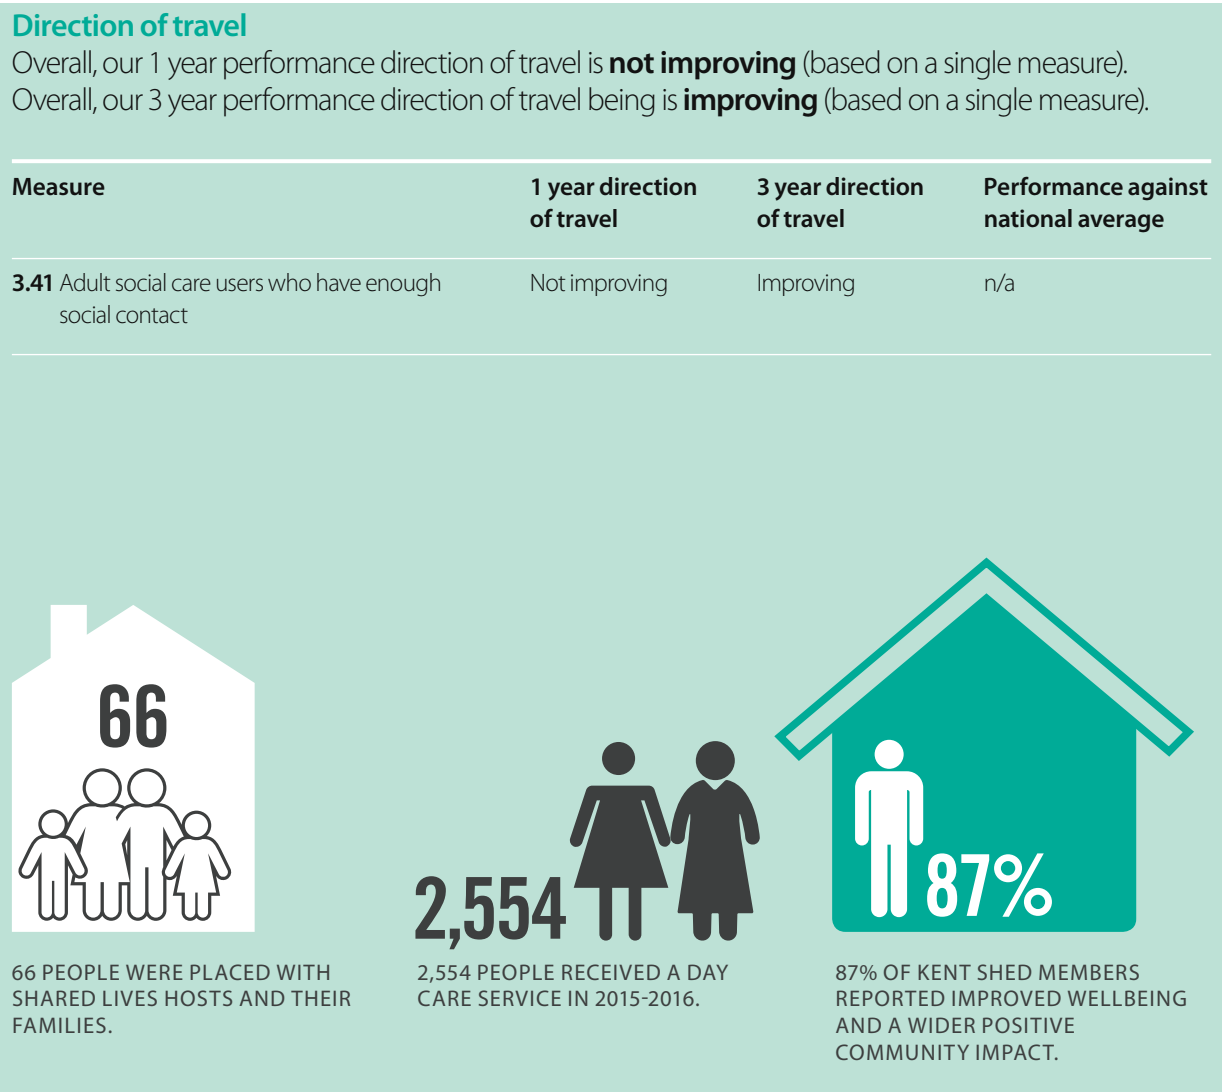 Direction of travel
Overall, our 1 year performance direction of travel is not improving (based on a single measure).
Overall, our 3 year performance direction of travel being is improving (based on a single measure).
Measure
1 year direction
of travel
3 year direction
of travel
Performance against
national average
3.41 Adult social care users who have enough
social contact
Not improving
Improving
n/a
66
66 PEOPLE WERE PLACED WITH
SHARED LIVES HOSTS AND THEIR
FAMILIES.
2,554
2,554 PEOPLE RECEIVED A DAY
CARE SERVICE IN 2015-2016.
87%
87% OF KENT SHED MEMBERS
REPORTED IMPROVED WELLBEING
AND A WIDER POSITIVE
COMMUNITY IMPACT.